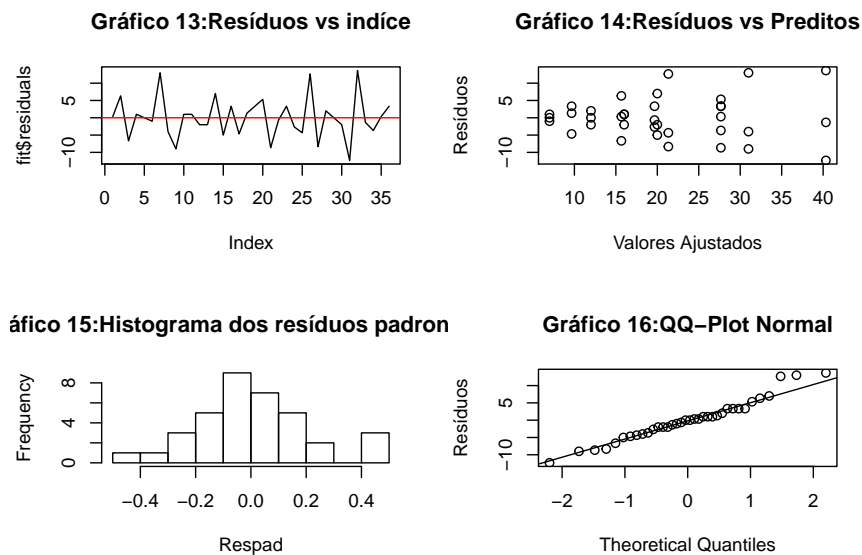 Gráfico 13:Resíduos vs indíce
fit$residuals
5
−10
0 5 10 15 20 25 30 35
Index
Gráfico 14:Resíduos vs Preditos
Resíduos
5
−10
10 15 20 25 30 35 40
Valores Ajustados
áfico 15:Histograma dos resíduos padron
Frequency
8
4
0
−0.4 −0.2 0.0 0.2 0.4
Respad
Gráfico 16:QQ−Plot Normal
Resíduos
5
−10
−2 −1 0 1 2
Theoretical Quantiles